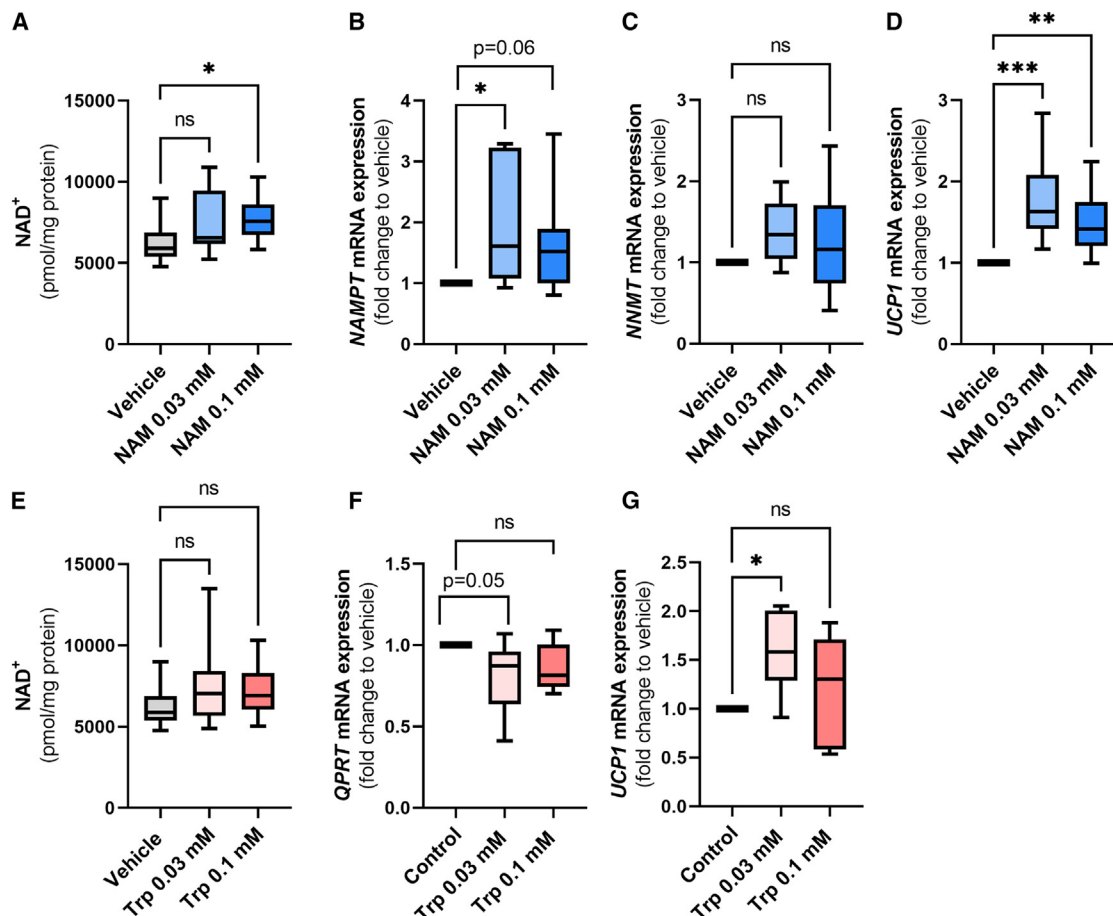 A
NAD+
(pmol/mg protein)
15000
10000
5000
0
ns
*
Vehicle
NAM 0.03 mM
NAM 0.1 mM
B
NAMPT mRNA expression
(fold change to vehicle)
4
3
2
1
0
p=0.06
*
Vehicle
NAM 0.03 mM
NAM 0.1 mM
C
NNMT mRNA expression
(fold change to vehicle)
3
2
1
0
ns
ns
Vehicle
NAM 0.03 mM
NAM 0.1 mM
D
UCP1 mRNA expression
(fold change to vehicle)
3
2
1
0
**
***
Vehicle
NAM 0.03 mM
NAM 0.1 mM
E
NAD+
(pmol/mg protein)
15000
10000
5000
0
ns
ns
Vehicle
Trp 0.03 mM
Trp 0.1 mM
F
QPRT mRNA expression
(fold change to vehicle)
1.5
1.0
0.5
0.0
ns
p=0.05
Control
Trp 0.03 mM
Trp 0.1 mM
G
UCP1 mRNA expression
(fold change to vehicle)
2.5
2.0
1.5
1.0
0.5
0.0
ns
*
Control
Trp 0.03 mM
Trp 0.1 mM